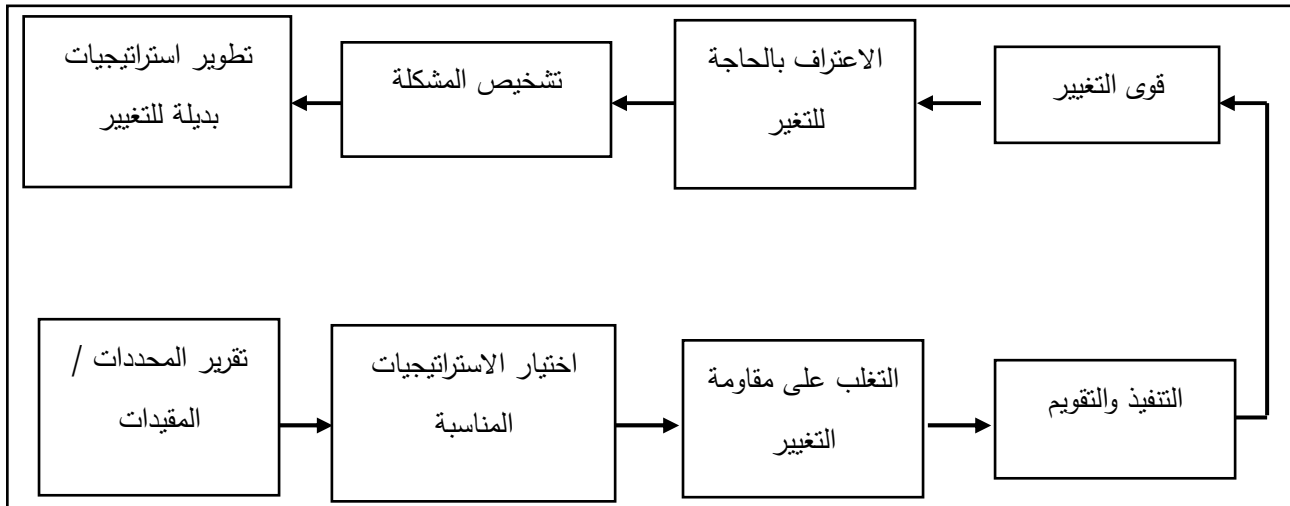 قوى التغيير
الاعتراف بالحاجة
للتغير
تشخيص المشكلة
تطوير استراتيجيات
بديلة للتغيير
تقرير المحددات /
المقيدات
اختيار الاستراتيجيات
المناسبة
التغلب على مقاومة
التغيير
التنفيذ والتقويم